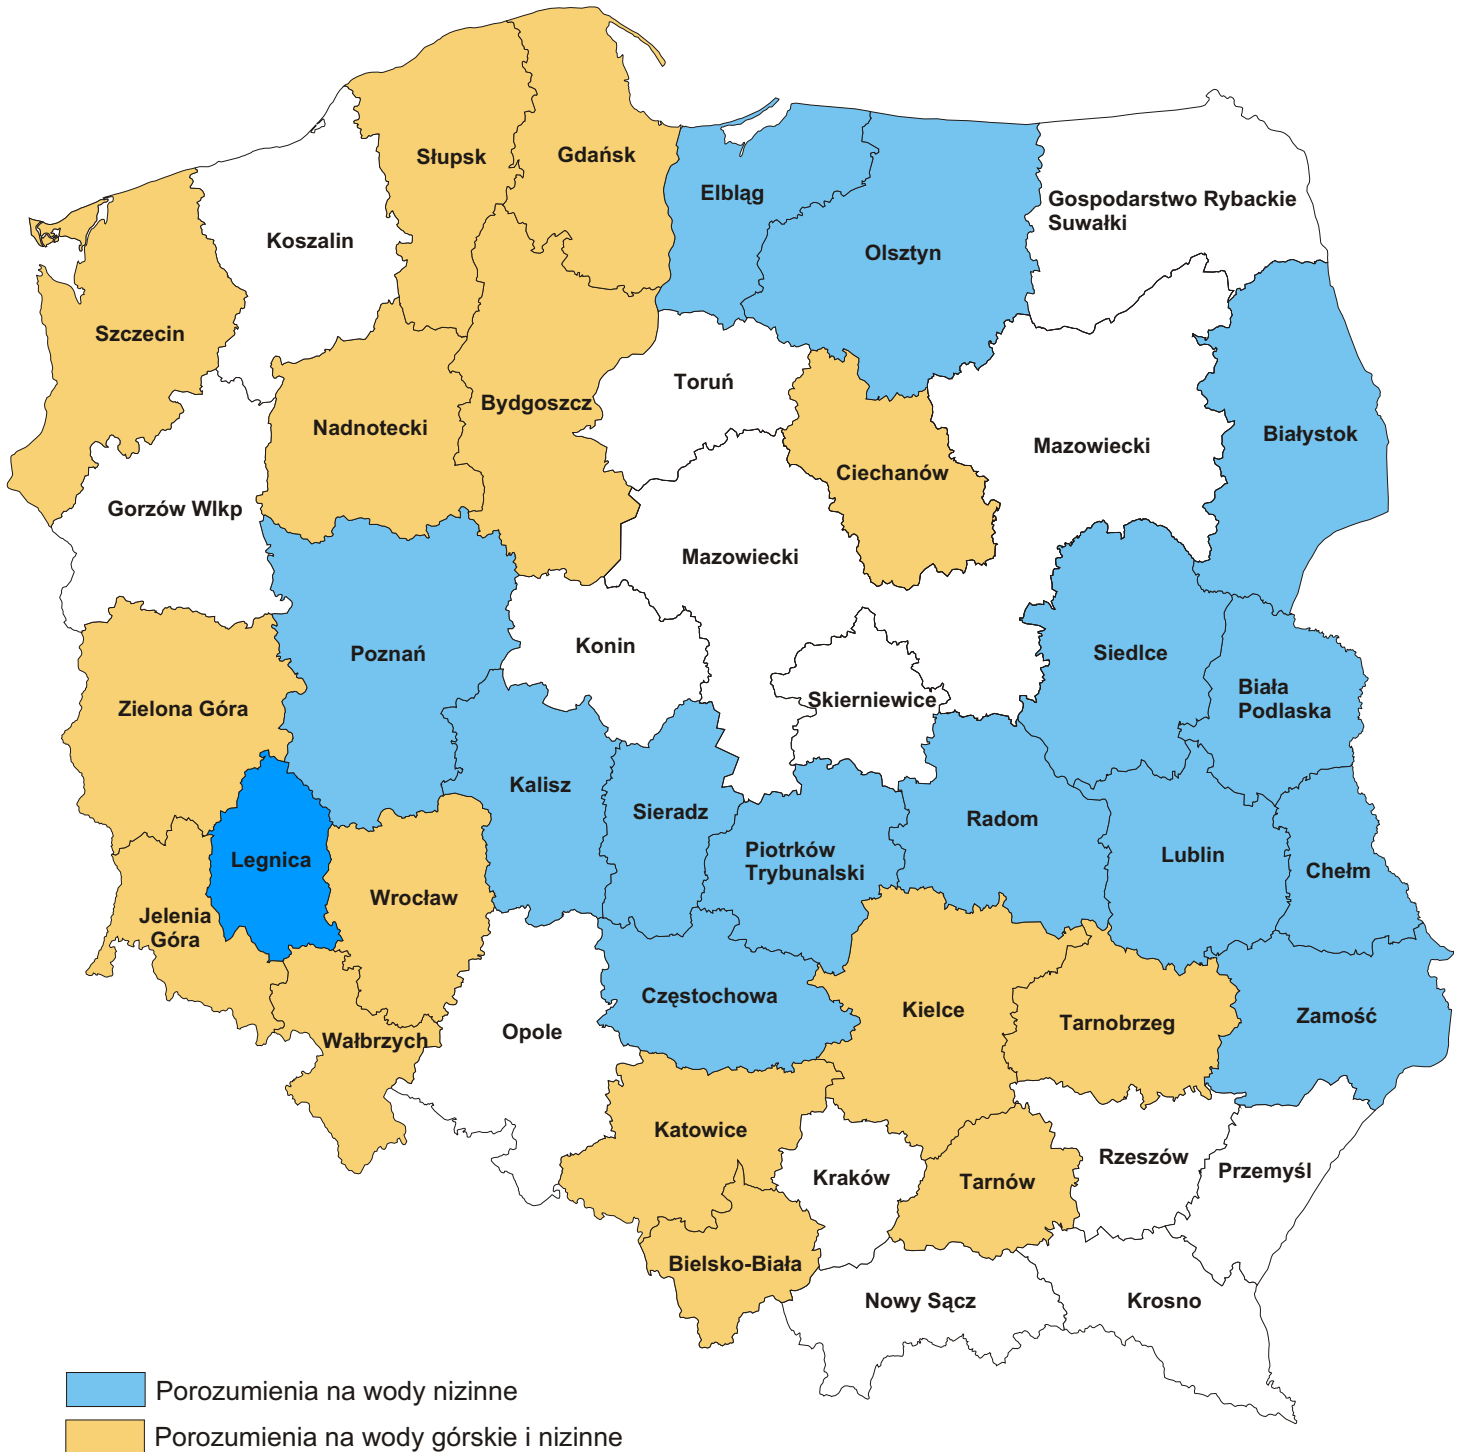 Słupsk
Gdańsk
Elbląg
Gospodarstwo Rybackie
Suwałki
Koszalin
Olsztyn
Szczecin
Toruń
Bydgoszcz
Nadnotecki
Białystok
Mazowiecki
Ciechanów
Gorzów Wlkp
Mazowiecki
Konin
Poznań
Siedlce
Biała
Podlaska
Skierniewice
Zielona Góra
Kalisz
Sieradz
Radom
Piotrków
Trybunalski
Lublin
Legnica
Chełm
Wrocław
Jelenia
Góra
Częstochowa
Kielce
Zamość
Tarnobrzeg
Opole
Wałbrzych
Katowice
Rzeszów
Przemyśl
Kraków
Tarnów
Bielsko-Biała
Nowy Sącz
Krosno
Porozumienia na wody nizinne
Porozumienia na wody górskie i nizinne